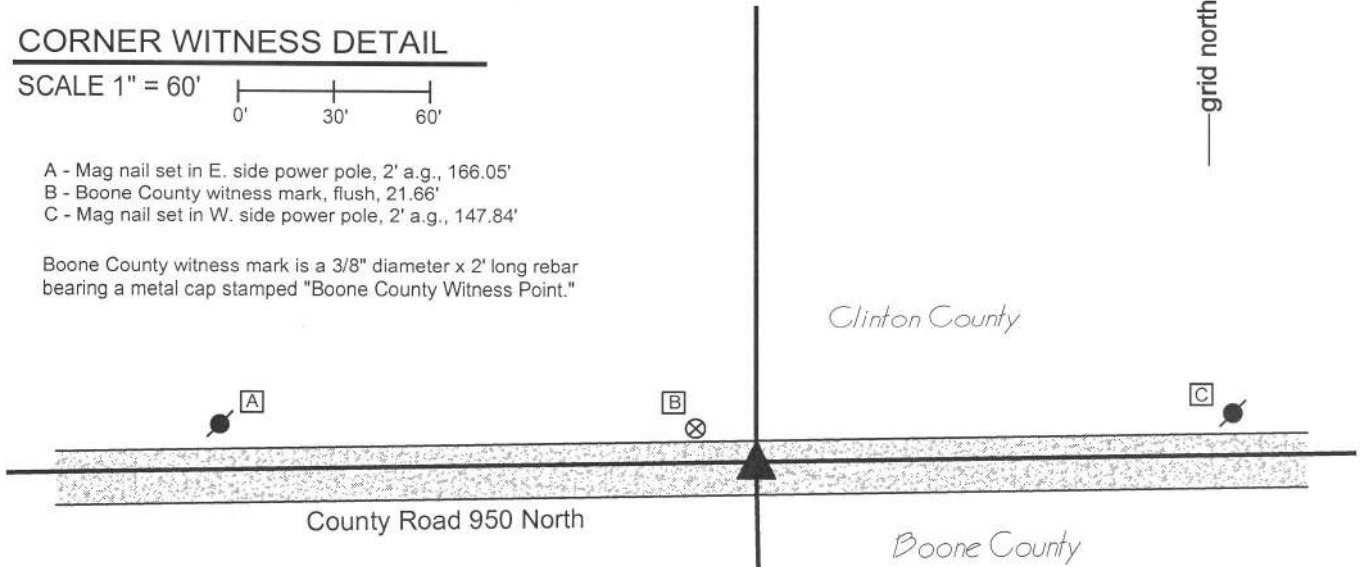 CORNER WITNESS DETAIL
SCALE 1" = 60'
0' 30' 60'
grid north
A - Mag nail set in E. side power pole, 2' a.g., 166.05'
B - Boone County witness mark, flush, 21.66'
C - Mag nail set in W. side power pole, 2' a.g., 147.84'
Boone County witness mark is a 3/8" diameter x 2' long rebar
bearing a metal cap stamped "Boone County Witness Point."
Clinton County
A
B
C
County Road 950 North
Boone County